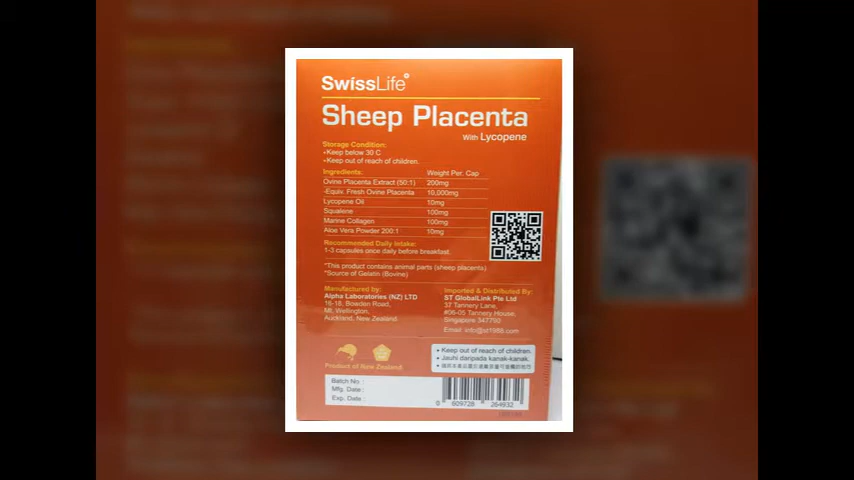 SwissLife
Sheep Placenta
With Lycopene
Storage Condition:
•Keep below 30 C
•Keep out of reach of children.
Ingredients: Weight Per. Cap
Ovine Placenta Extract (50:1) 200mg
-Equiv. Fresh Ovine Placenta 10,000mg
Lycopene Oil 10mg
Squalene 100mg
Marine Collagen 100mg
Aloe Vera Powder 200:1 10mg
Recommended Daily Intake:
1-3 capsules once daily before breakfast.
*This product contains animal parts (sheep placenta)
*Source of Gelatin (Bovine)
Manufactured by:
Alpha Laboratories (NZ) LTD
16-18, Bowden Road,
Mt, Wellington,
Auckland, New Zealand.
Imported & Distributed By:
ST GlobalLink Pte Ltd
37 Tannery Lane,
#06-05 Tannery House,
Singapore 347790
Email: info@st1988.com
Product of New Zealand
• Keep out of reach of children.
• Jauhi daripada kanak-kanak.
Batch No :
Mfg. Date :
Exp. Date :
0 609728 264932